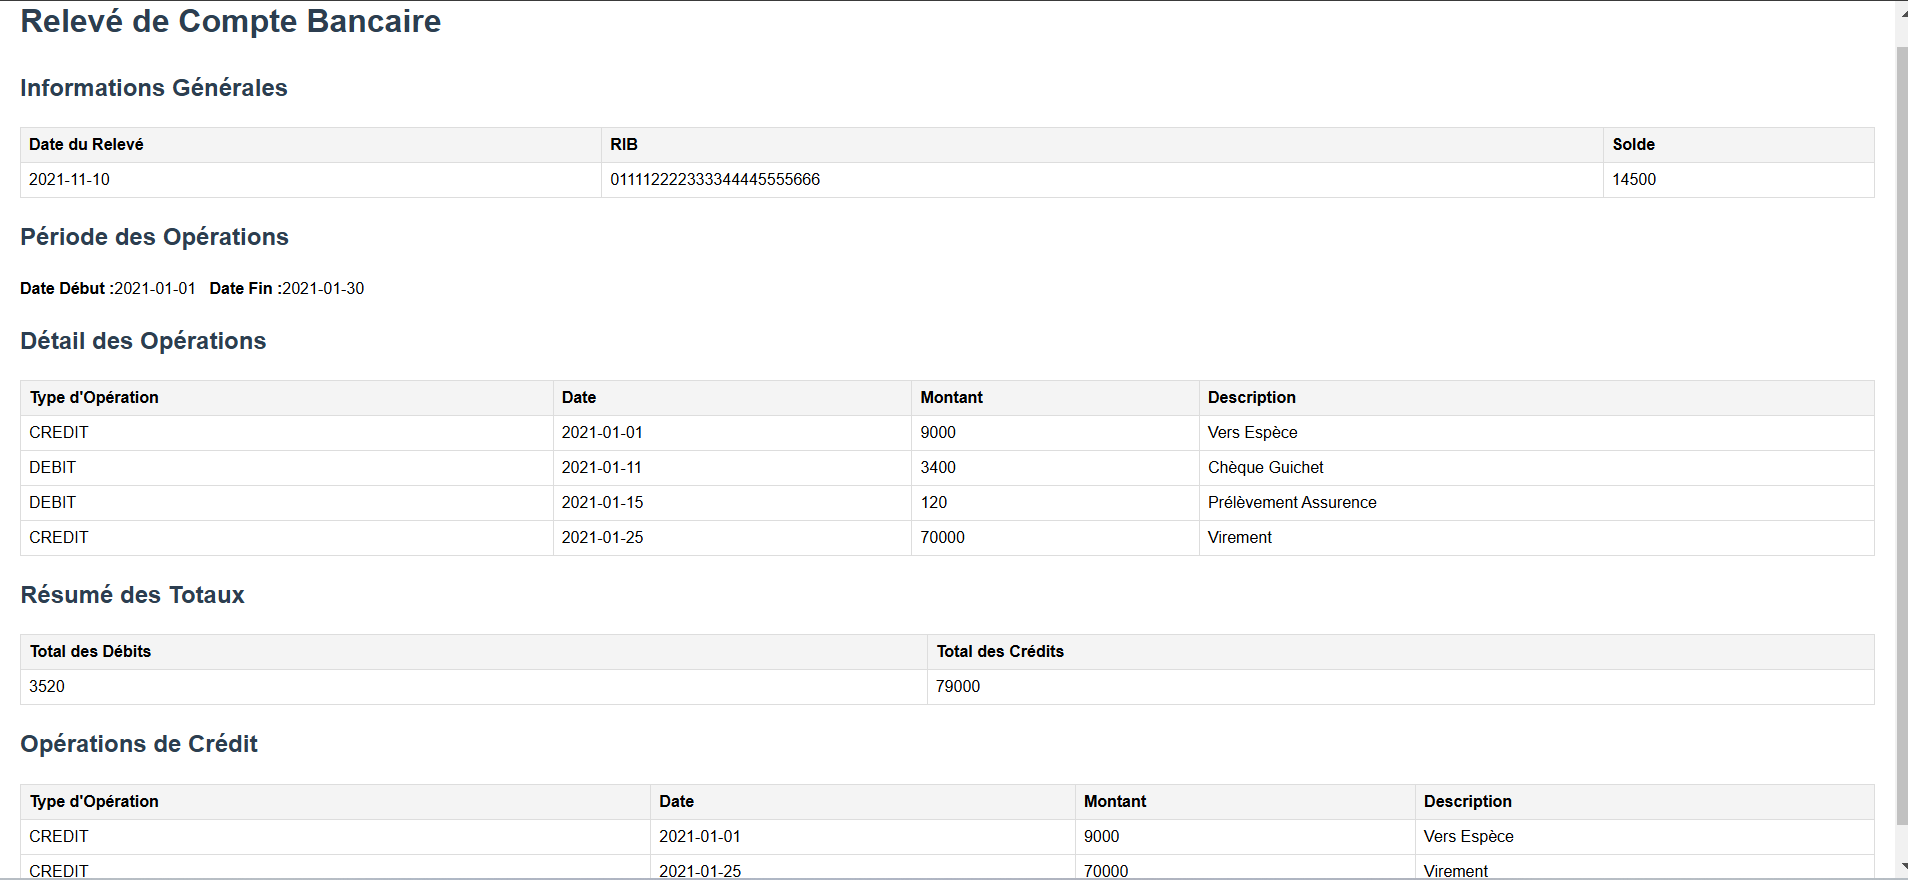 Relevé de Compte Bancaire
Informations Générales
Date du Relevé RIB Solde
2021-11-10 011112222333344445555666 14500
Période des Opérations
Date Début :2021-01-01 Date Fin :2021-01-30
Détail des Opérations
Type d'Opération Date Montant Description
CREDIT 2021-01-01 9000 Vers Espèce
DEBIT 2021-01-11 3400 Chèque Guichet
DEBIT 2021-01-15 120 Prélèvement Assurence
CREDIT 2021-01-25 70000 Virement
Résumé des Totaux
Total des Débits Total des Crédits
3520 79000
Opérations de Crédit
Type d'Opération Date Montant Description
CREDIT 2021-01-01 9000 Vers Espèce
CREDIT 2021-01-25 70000 Virement